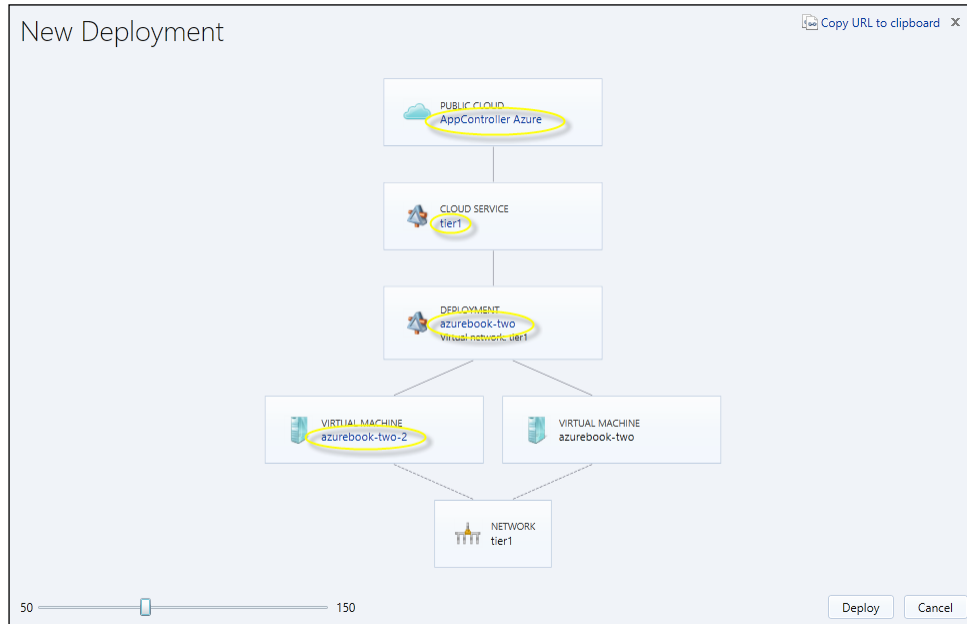 New Deployment
Copy URL to clipboard X
PUBLIC CLOUD
AppController Azure
CLOUD SERVICE
tier1
DEPLOYMENT
azurebook-two
Virtual network: tier1
VIRTUAL MACHINE
azurebook-two-2
VIRTUAL MACHINE
azurebook-two
NETWORK
tier1
50 150
Deploy Cancel